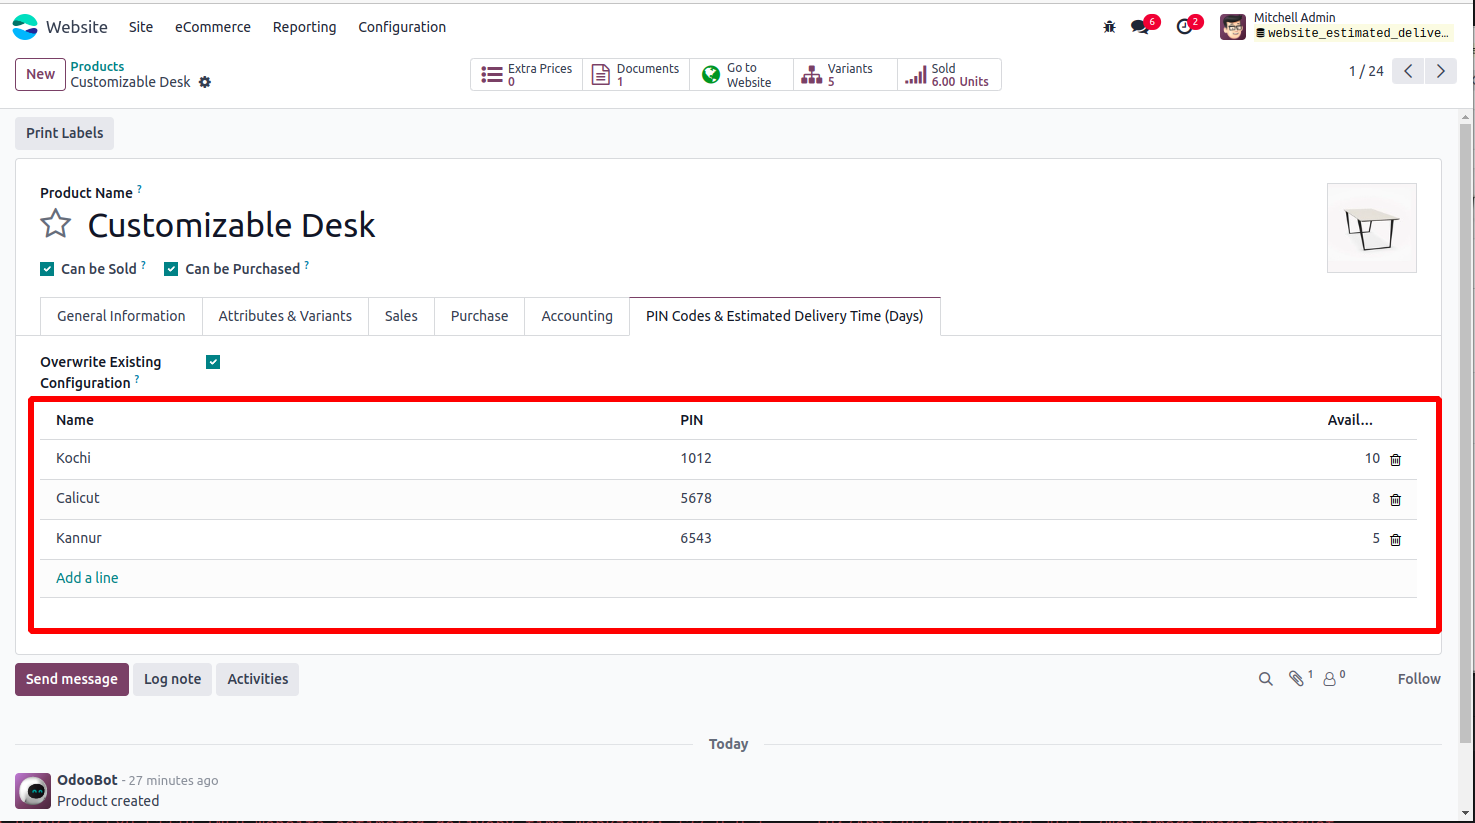 Website Site eCommerce Reporting Configuration 6 2 Mitchell Admin
website_estimated_delive...
New Products
Customizable Desk
Extra Prices 0
Documents 1
Go to Website
Variants 5
Sold 6.00 Units
1 / 24
Print Labels
Product Name ?
Customizable Desk
Can be Sold ? Can be Purchased ?
General Information Attributes & Variants Sales Purchase Accounting PIN Codes & Estimated Delivery Time (Days)
Overwrite Existing
Configuration ?
Name PIN Avail...
Kochi 1012 10
Calicut 5678 8
Kannur 6543 5
Add a line
Send message Log note Activities 1 0 Follow
Today
OdooBot - 27 minutes ago
Product created